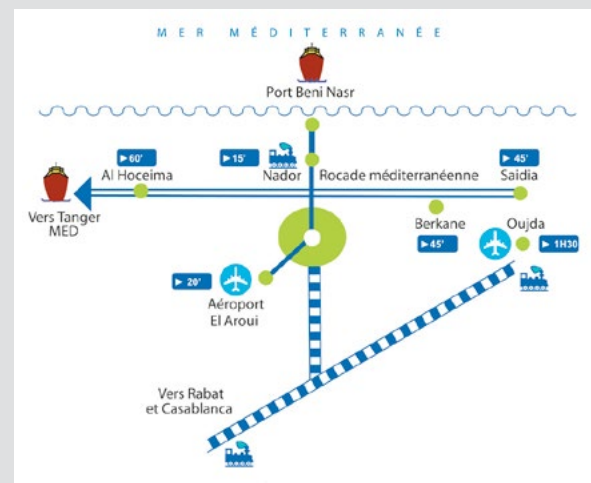 MER MÉDITERRANÉE
Port Beni Nasr
60'
15'
45'
Al Hoceima
Nador
Rocade méditerranéenne
Saidia
Vers Tanger
MED
Berkane
Oujda
45'
1H30
20'
Aéroport
El Aroui
Vers Rabat
et Casablanca